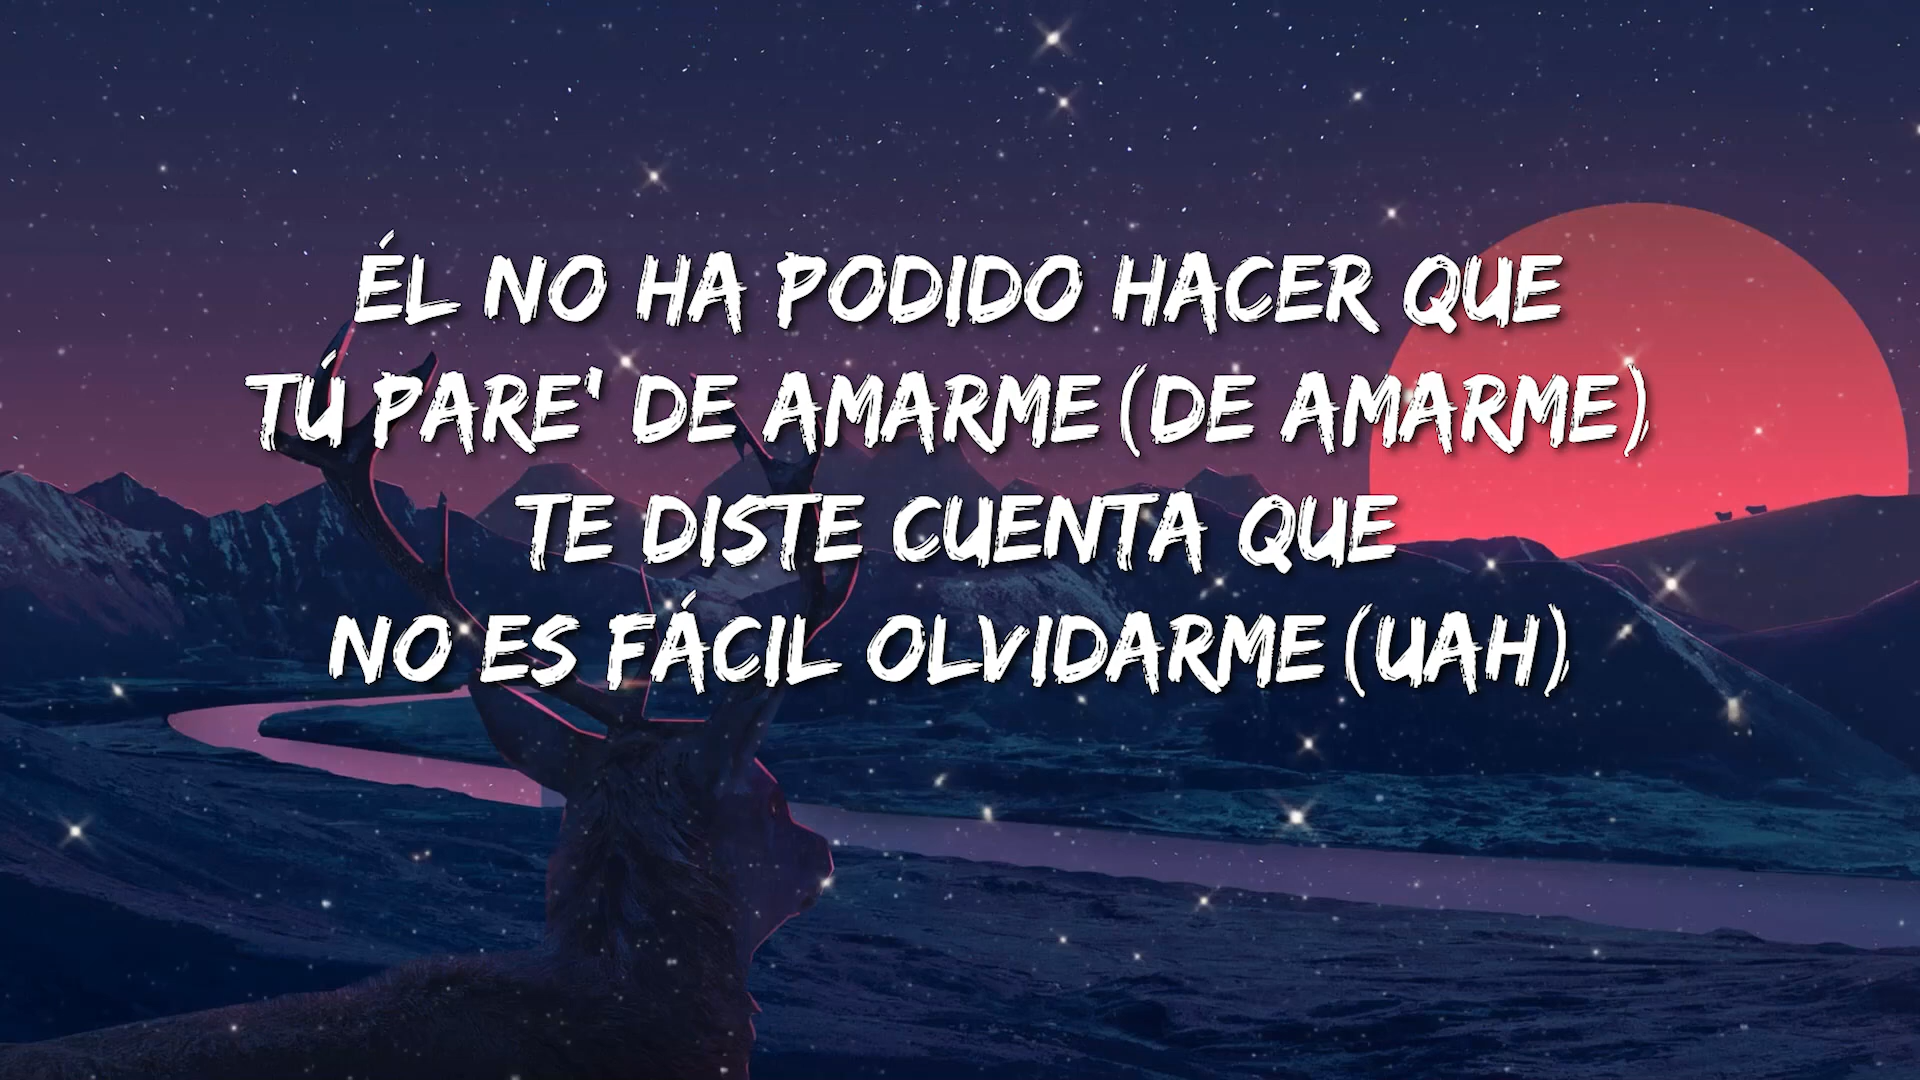 ÉL NO HA PODIDO HACER QUE
TÚ PARE' DE AMARME (DE AMARME)
TE DISTE CUENTA QUE
NO ES FÁCIL OLVIDARME (UAH)